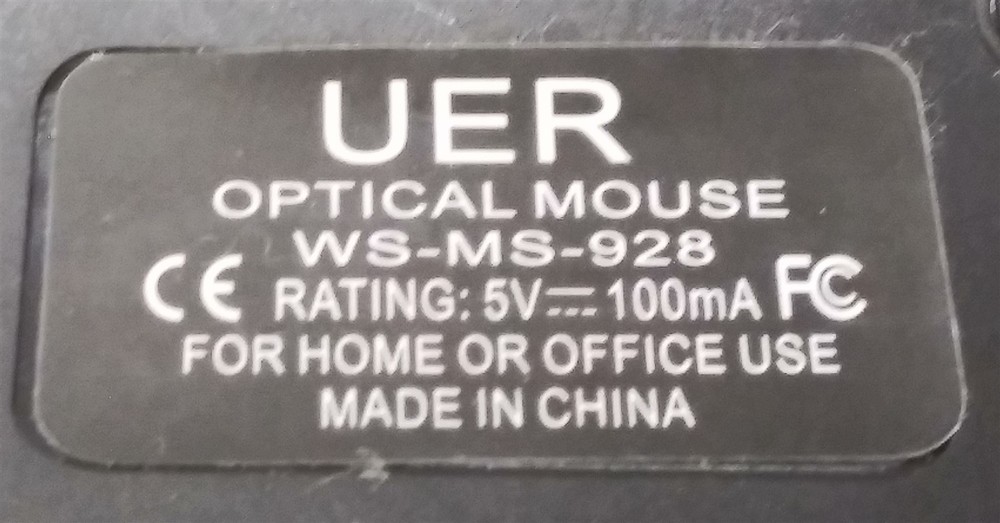 UER
OPTICAL MOUSE
WS-MS-928
CE RATING: 5V⎓100mA FC
FOR HOME OR OFFICE USE
MADE IN CHINA